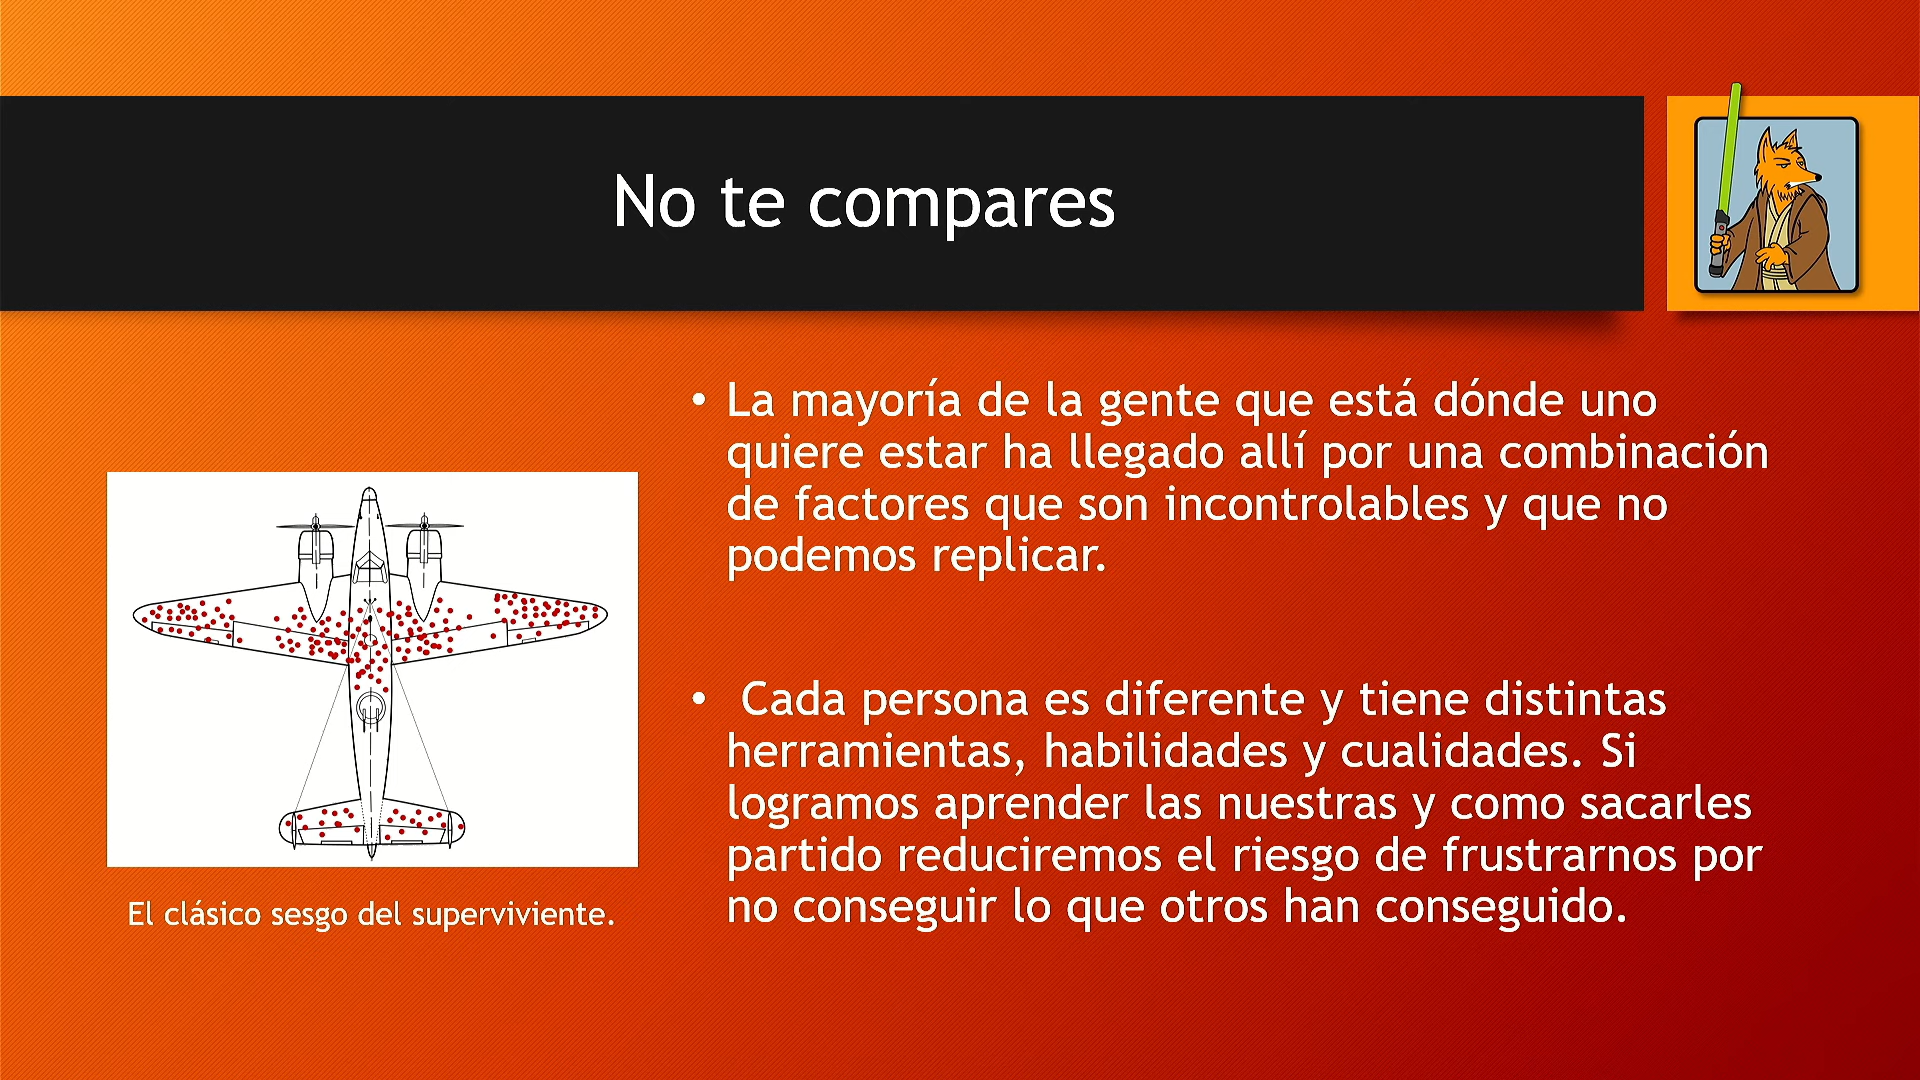 No te compares
• La mayoría de la gente que está dónde uno
quiere estar ha llegado allí por una combinación
de factores que son incontrolables y que no
podemos replicar.
• Cada persona es diferente y tiene distintas
herramientas, habilidades y cualidades. Si
logramos aprender las nuestras y como sacarles
partido reduciremos el riesgo de frustrarnos por
no conseguir lo que otros han conseguido.
El clásico sesgo del superviviente.